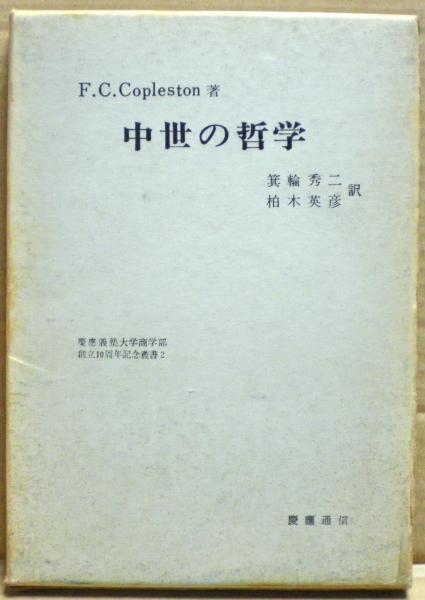 F.C.Copleston 著
中世の哲学
箕輪秀二
柏木英彦
訳
慶應義塾大学商学部
創立10周年記念叢書2
慶應通信